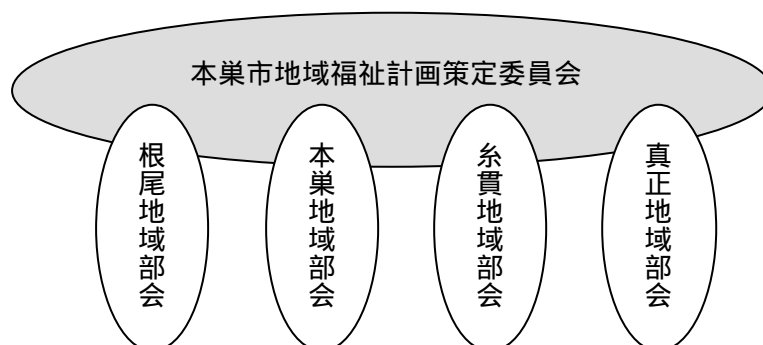 本巣市地域福祉計画策定委員会
根尾地域部会
本巣地域部会
糸貫地域部会
真正地域部会